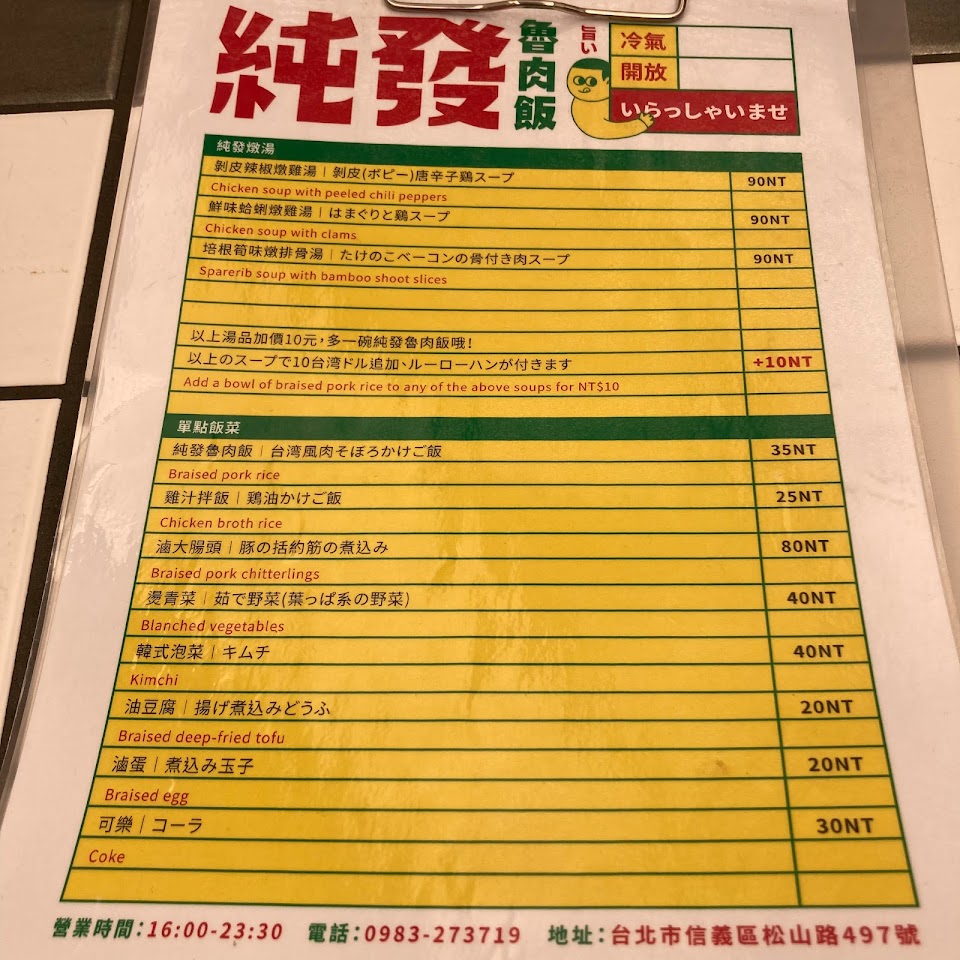 純發
魯肉飯
旨い
冷氣
開放
いらっしゃいませ
純發燉湯
剝皮辣椒燉雞湯｜剝皮(ボピー)唐辛子鶏スープ 90NT
Chicken soup with peeled chili peppers
鮮味蛤蜊燉雞湯｜はまぐりと鶏スープ 90NT
Chicken soup with clams
培根筍味燉排骨湯｜たけのこベーコンの骨付き肉スープ 90NT
Sparerib soup with bamboo shoot slices
以上湯品加價10元，多一碗純發魯肉飯哦！
以上のスープで10台湾ドル追加、ルーローハンが付きます +10NT
Add a bowl of braised pork rice to any of the above soups for NT$10
單點飯菜
純發魯肉飯｜台湾風肉そぼろかけご飯 35NT
Braised pork rice
雞汁拌飯｜鶏油かけご飯 25NT
Chicken broth rice
滷大腸頭｜豚の括約筋の煮込み 80NT
Braised pork chitterlings
燙青菜｜茹で野菜(葉っぱ系の野菜) 40NT
Blanched vegetables
韓式泡菜｜キムチ 40NT
Kimchi
油豆腐｜揚げ煮込みどうふ 20NT
Braised deep-fried tofu
滷蛋｜煮込み玉子 20NT
Braised egg
可樂｜コーラ 30NT
Coke
營業時間：16:00-23:30 電話：0983-273719 地址：台北市信義區松山路497號